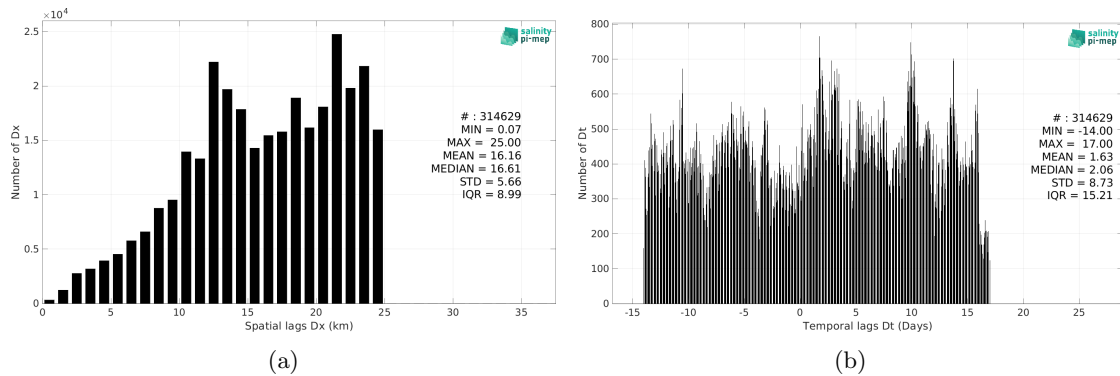 ×10⁴
2.5
2
1.5
1
0.5
0
Number of Dx
0 5 10 15 20 25 30 35
Spatial lags Dx (km)
salinity
pi-mep
# : 314629
MIN = 0.07
MAX = 25.00
MEAN = 16.16
MEDIAN = 16.61
STD = 5.66
IQR = 8.99
(a)
800
700
600
500
400
300
200
100
0
Number of Dt
-15 -10 -5 0 5 10 15 20 25
Temporal lags Dt (Days)
salinity
pi-mep
# : 314629
MIN = -14.00
MAX = 17.00
MEAN = 1.63
MEDIAN = 2.06
STD = 8.73
IQR = 15.21
(b)